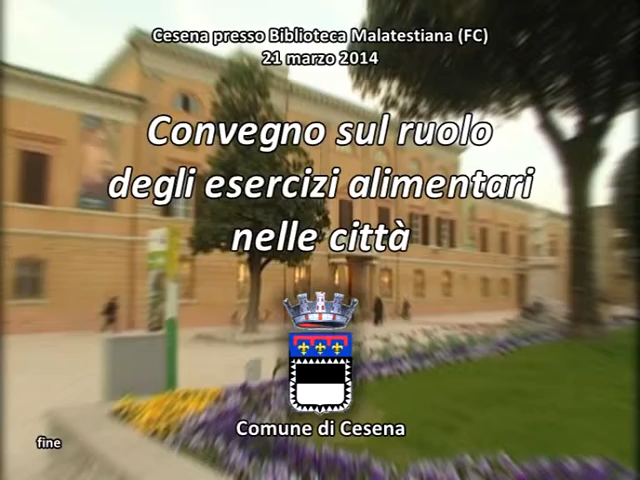 Cesena presso Biblioteca Malatestiana (FC)
21 marzo 2014
Convegno sul ruolo
degli esercizi alimentari
nelle città
Comune di Cesena
fine